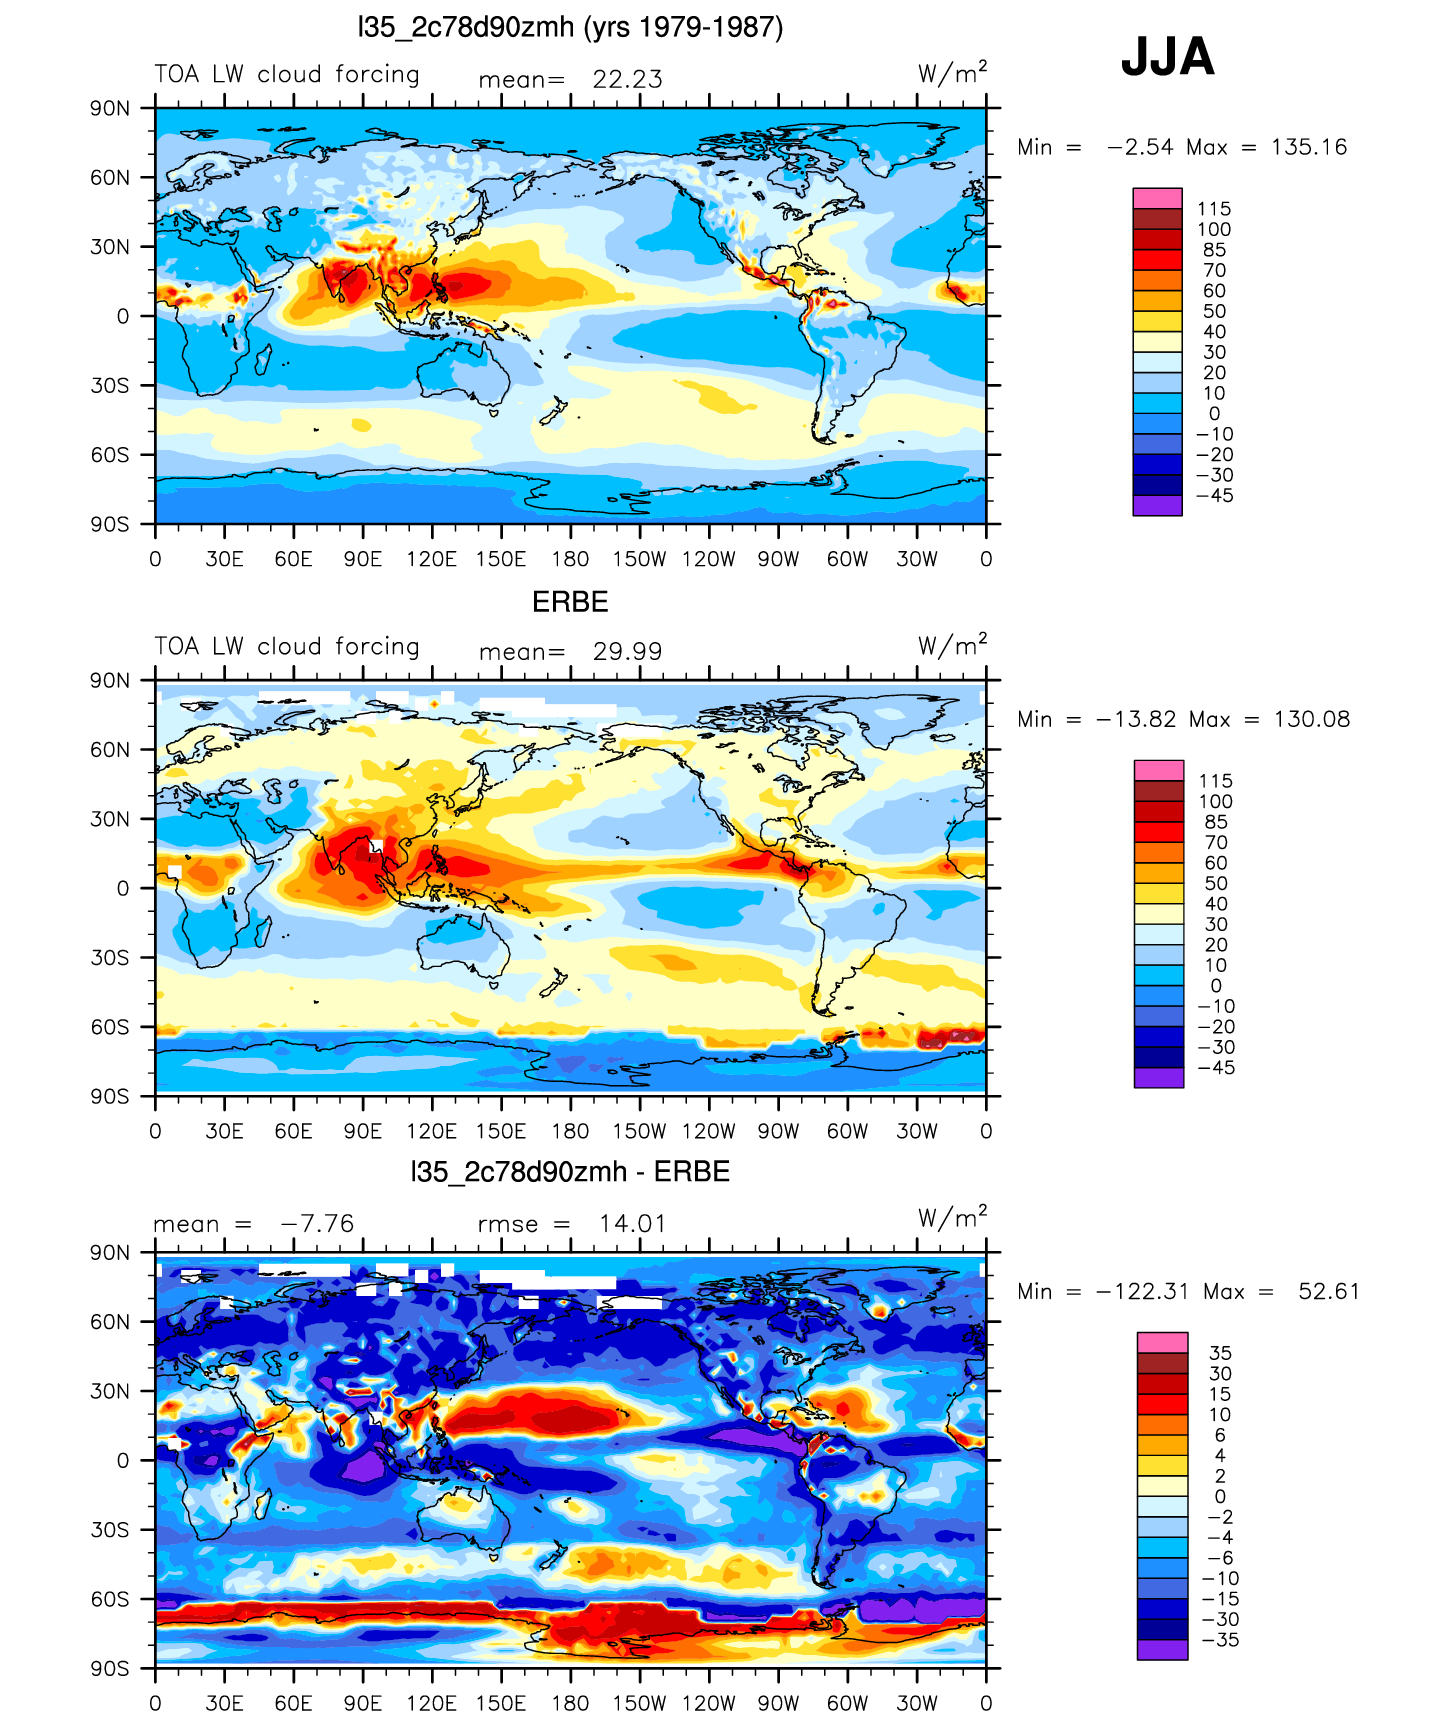 l35_2c78d90zmh (yrs 1979-1987)
JJA
TOA LW cloud forcing mean= 22.23 W/m²
Min = −2.54 Max = 135.16
90N
60N
30N
0
30S
60S
90S
0 30E 60E 90E 120E 150E 180 150W 120W 90W 60W 30W 0
115
100
85
70
60
50
40
30
20
10
0
−10
−20
−30
−45
ERBE
TOA LW cloud forcing mean= 29.99 W/m²
Min = −13.82 Max = 130.08
90N
60N
30N
0
30S
60S
90S
0 30E 60E 90E 120E 150E 180 150W 120W 90W 60W 30W 0
115
100
85
70
60
50
40
30
20
10
0
−10
−20
−30
−45
l35_2c78d90zmh - ERBE
mean = −7.76 rmse = 14.01 W/m²
Min = −122.31 Max = 52.61
90N
60N
30N
0
30S
60S
90S
0 30E 60E 90E 120E 150E 180 150W 120W 90W 60W 30W 0
35
30
15
10
6
4
2
0
−2
−4
−6
−10
−15
−30
−35